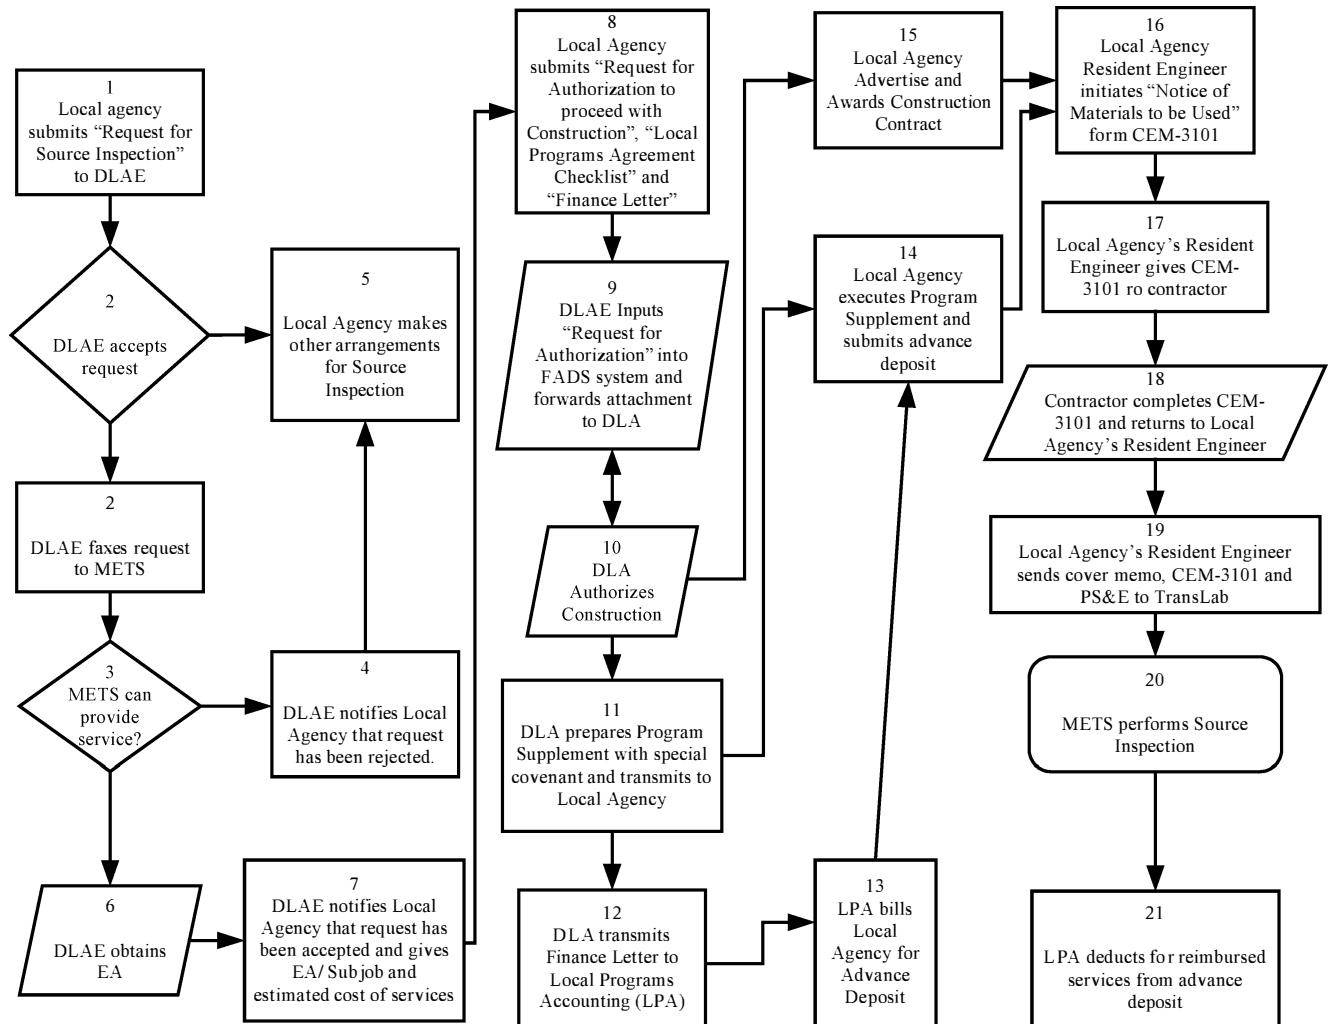 1
Local agency
submits “Request for
Source Inspection”
to DLAE
2
DLAE accepts
request
2
DLAE faxes request
to METS
3
METS can
provide
service?
4
DLAE notifies Local
Agency that request
has been rejected.
5
Local Agency makes
other arrangements
for Source
Inspection
6
DLAE obtains
EA
7
DLAE notifies Local
Agency that request has
been accepted and gives
EA/ Subjob and
estimated cost of services
8
Local Agency
submits “Request for
Authorization to
proceed with
Construction”, “Local
Programs Agreement
Checklist” and
“Finance Letter”
9
DLAE Inputs
“Request for
Authorization” into
FADS system and
forwards attachment
to DLA
10
DLA
Authorizes
Construction
11
DLA prepares Program
Supplement with special
covenant and transmits to
Local Agency
12
DLA transmits
Finance Letter to
Local Programs
Accounting (LPA)
13
LPA bills
Local
Agency for
Advance
Deposit
14
Local Agency
executes Program
Supplement and
submits advance
deposit
15
Local Agency
Advertise and
Awards Construction
Contract
16
Local Agency
Resident Engineer
initiates “Notice of
Materials to be Used”
form CEM-3101
17
Local Agency’s Resident
Engineer gives CEM-
3101 ro contractor
18
Contractor completes CEM-
3101 and returns to Local
Agency’s Resident Engineer
19
Local Agency’s Resident Engineer
sends cover memo, CEM-3101 and
PS&E to TransLab
20
METS performs Source
Inspection
21
LPA deducts for reimbursed
services from advance
deposit